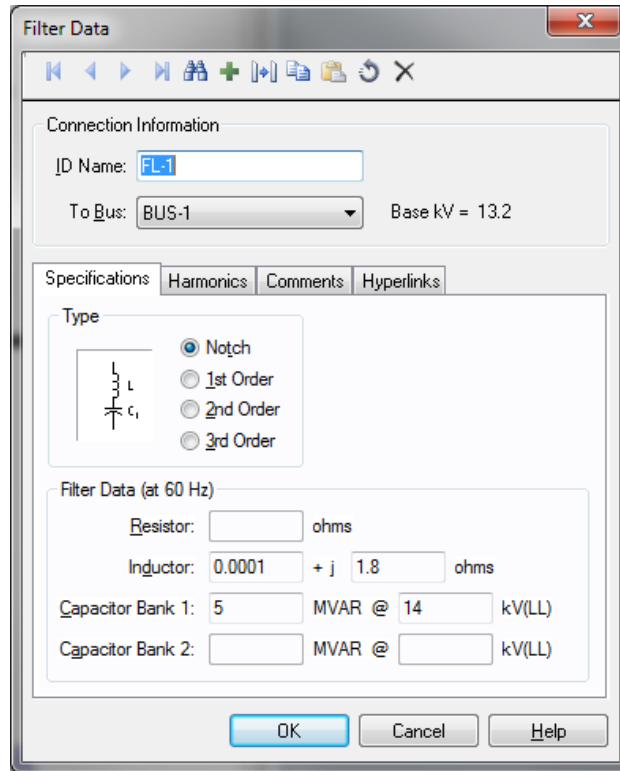 Filter Data
Connection Information
ID Name: FL-1
To Bus: BUS-1 Base kV = 13.2
Specifications Harmonics Comments Hyperlinks
Type
L
C1
Notch
1st Order
2nd Order
3rd Order
Filter Data (at 60 Hz)
Resistor: ohms
Inductor: 0.0001 + j 1.8 ohms
Capacitor Bank 1: 5 MVAR @ 14 kV(LL)
Capacitor Bank 2: MVAR @ kV(LL)
OK Cancel Help